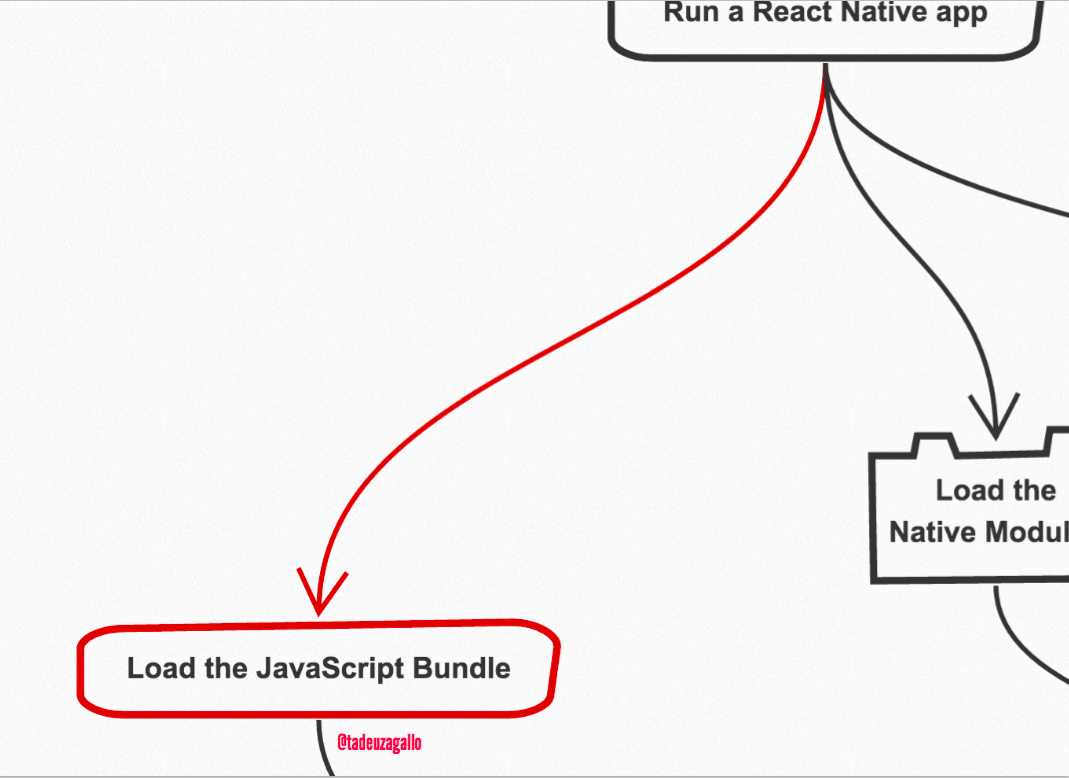 Run a React Native app
Load the
Native Modul
Load the JavaScript Bundle
@tadeuzagallo